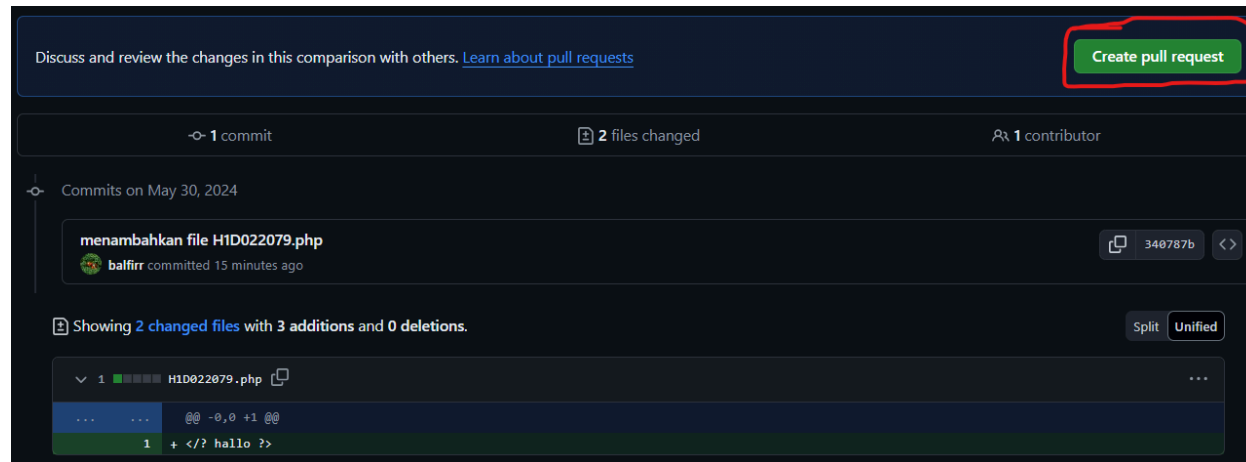 Discuss and review the changes in this comparison with others. Learn about pull requests
Create pull request
1 commit
2 files changed
1 contributor
Commits on May 30, 2024
menambahkan file H1D022079.php
340787b
balfirr committed 15 minutes ago
Showing 2 changed files with 3 additions and 0 deletions.
Split Unified
1 H1D022079.php
... ... @@ -0,0 +1 @@
1 + </? hallo ?>